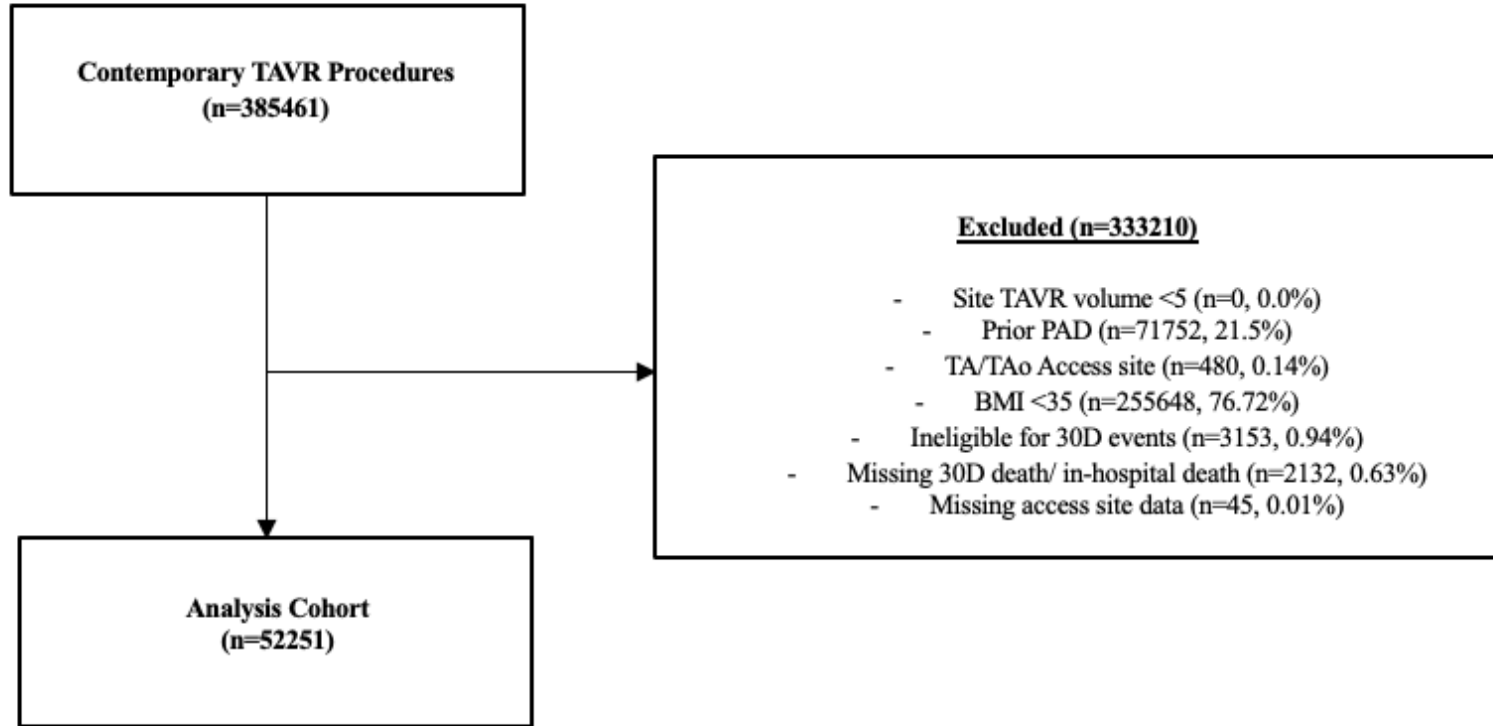 Contemporary TAVR Procedures
(n=385461)
Excluded (n=333210)
- Site TAVR volume <5 (n=0, 0.0%)
- Prior PAD (n=71752, 21.5%)
- TA/TAo Access site (n=480, 0.14%)
- BMI <35 (n=255648, 76.72%)
- Ineligible for 30D events (n=3153, 0.94%)
- Missing 30D death/ in-hospital death (n=2132, 0.63%)
- Missing access site data (n=45, 0.01%)
Analysis Cohort
(n=52251)